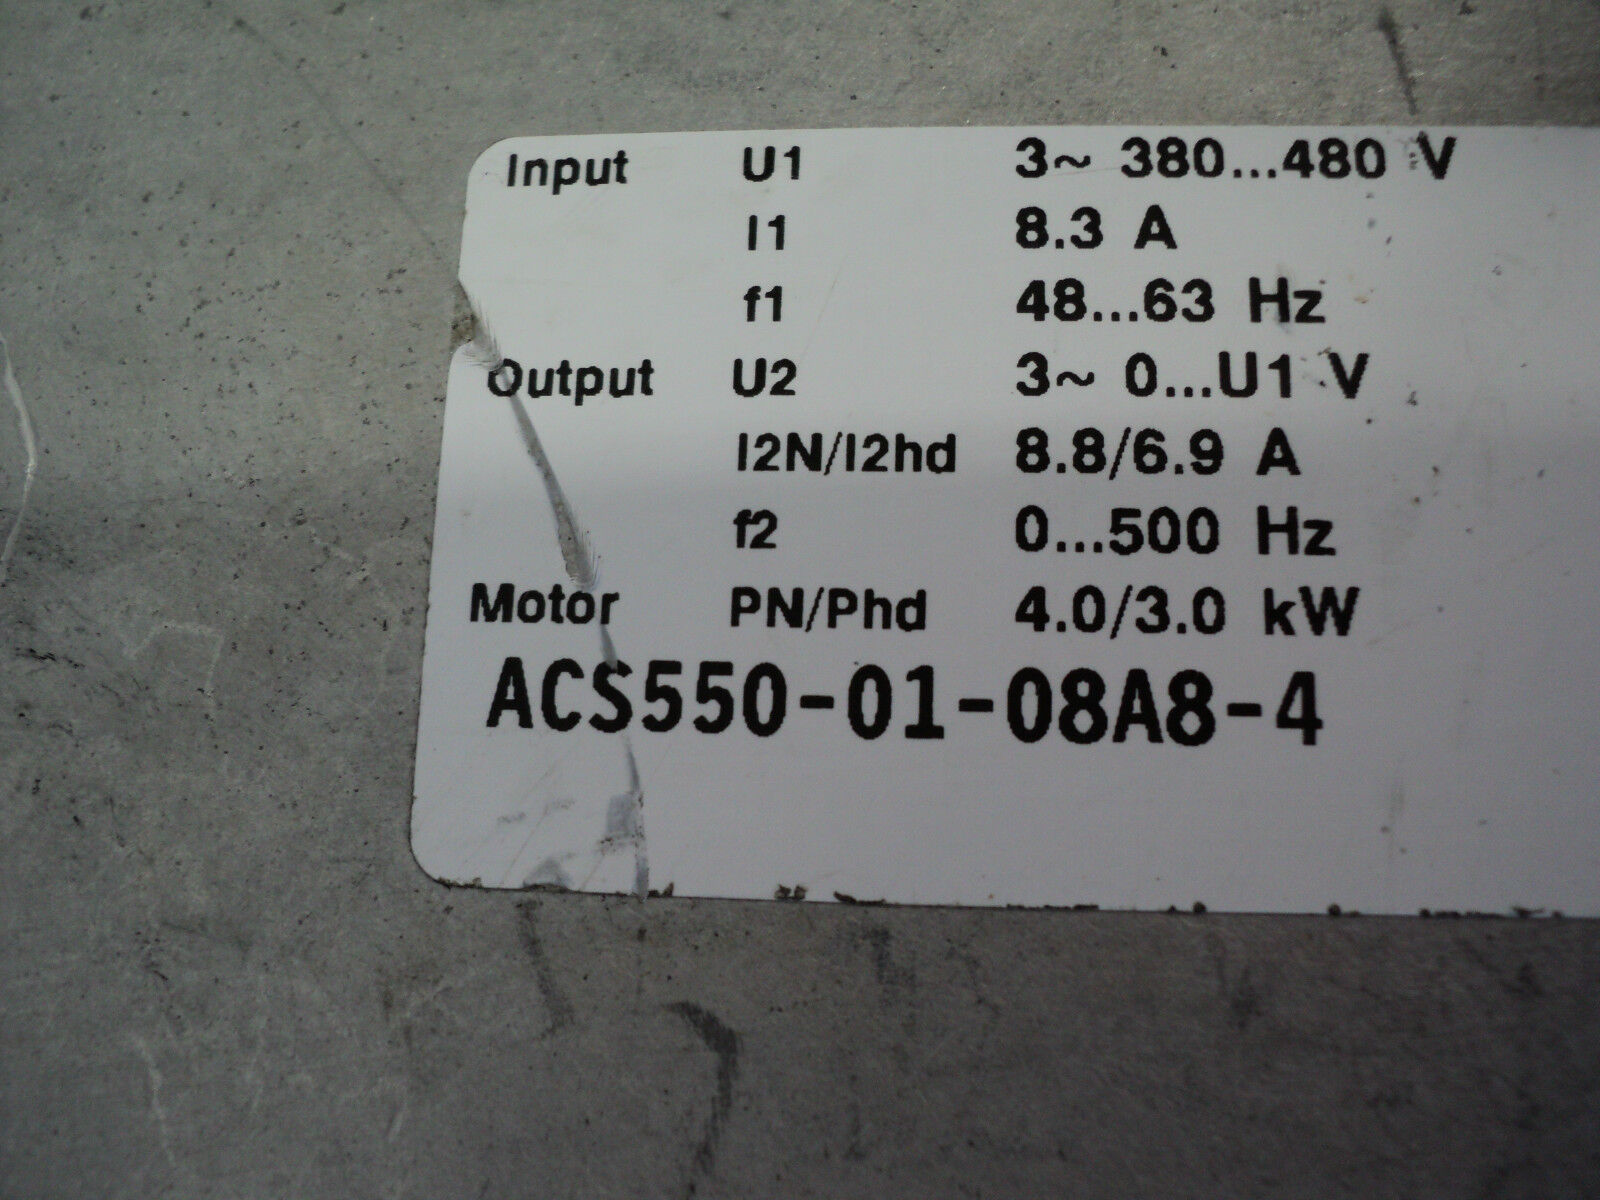 Input U1 3~ 380...480 V
I1 8.3 A
f1 48...63 Hz
Output U2 3~ 0...U1 V
I2N/I2hd 8.8/6.9 A
f2 0...500 Hz
Motor PN/Phd 4.0/3.0 kW
ACS550-01-08A8-4